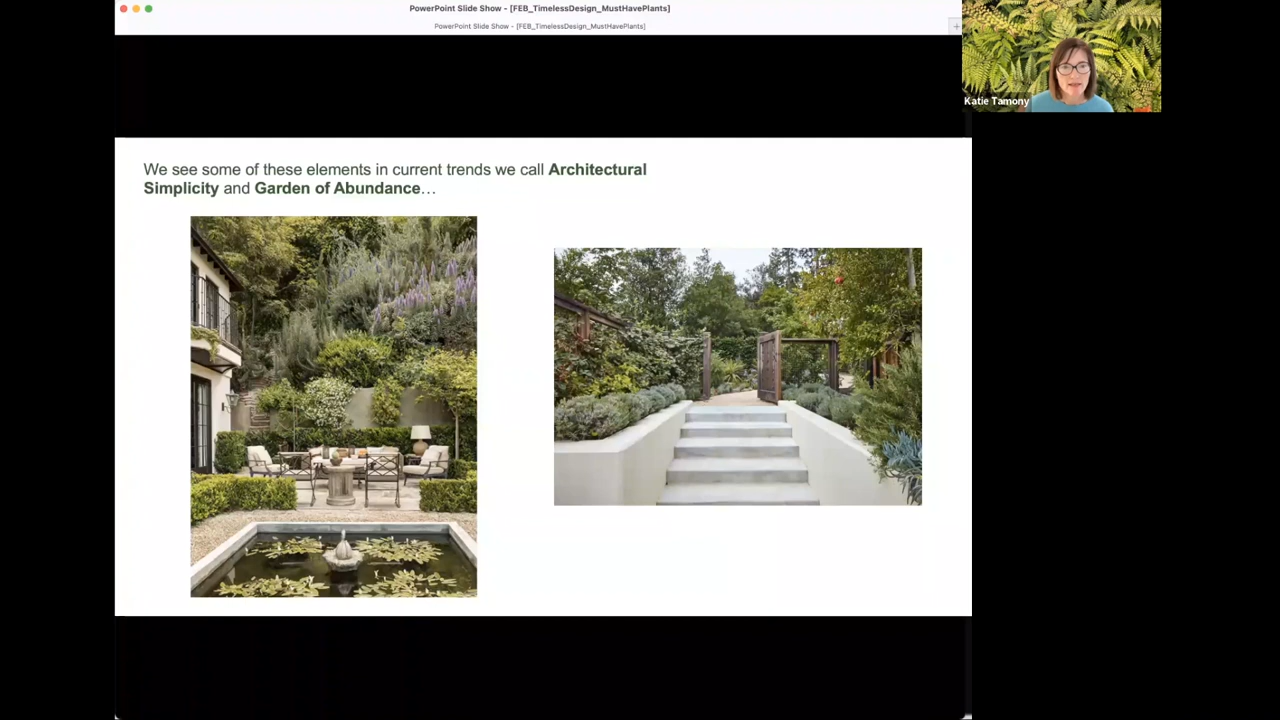 PowerPoint Slide Show - [FEB_TimelessDesign_MustHavePlants]
PowerPoint Slide Show - [FEB_TimelessDesign_MustHavePlants]
Katie Tamony
We see some of these elements in current trends we call Architectural
Simplicity and Garden of Abundance…